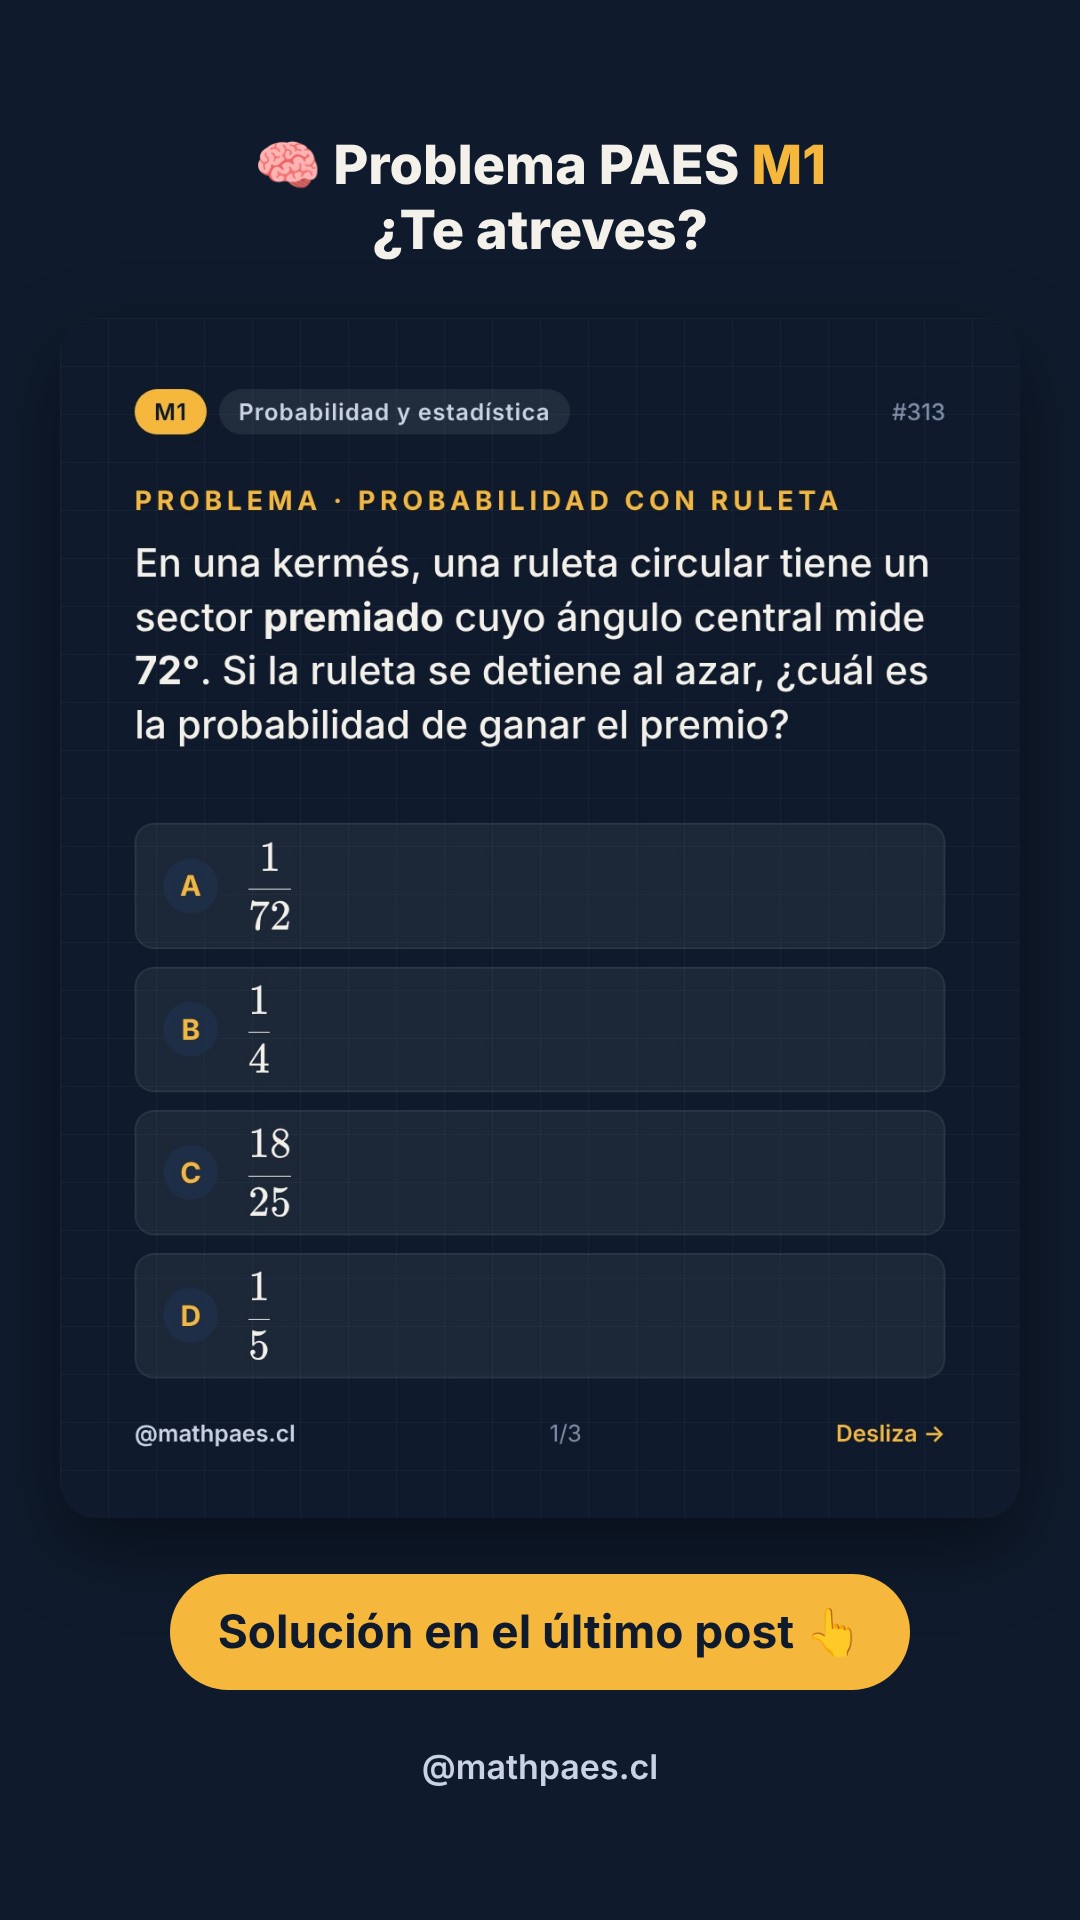 🧠 Problema PAES M1
¿Te atreves?
M1 Probabilidad y estadística #313
PROBLEMA · PROBABILIDAD CON RULETA
En una kermés, una ruleta circular tiene un
sector premiado cuyo ángulo central mide
72°. Si la ruleta se detiene al azar, ¿cuál es
la probabilidad de ganar el premio?
A 1/72
B 1/4
C 18/25
D 1/5
@mathpaes.cl 1/3 Desliza →
Solución en el último post 👆
@mathpaes.cl